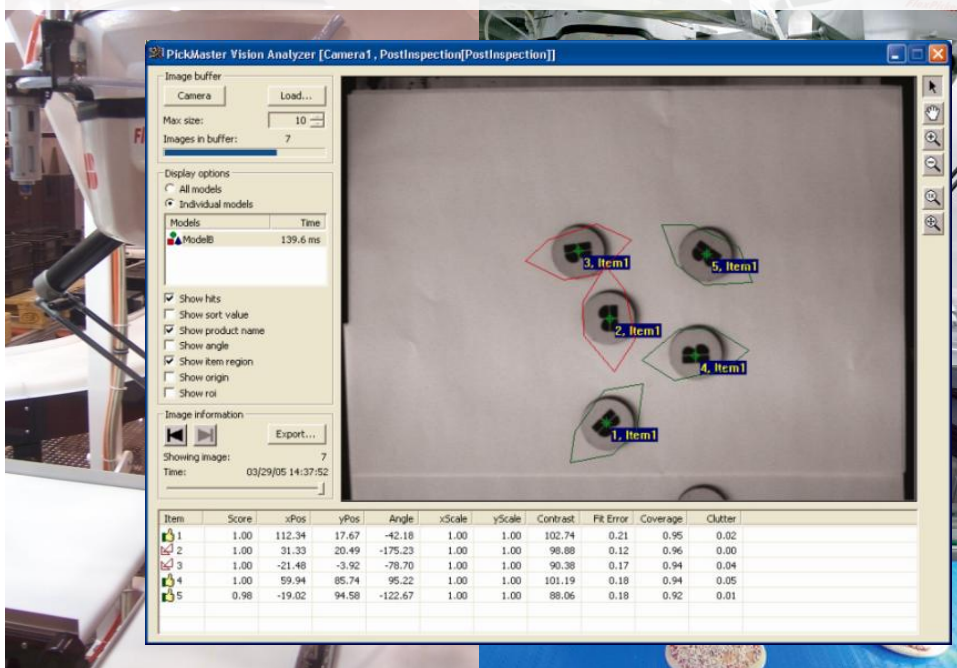 PickMaster Vision Analyzer [Camera1, PostInspection[PostInspection]]
Image buffer
Camera Load...
Max size: 10
Images in buffer: 7
Display options
All models
Individual models
Models Time
ModelB 139.6 ms
Show hits
Show sort value
Show product name
Show angle
Show item region
Show origin
Show roi
Image information
Export...
Showing image: 7
Time: 03/29/05 14:37:52
3, Item1
5, Item1
2, Item1
4, Item1
1, Item1
Item Score xPos yPos Angle xScale yScale Contrast Fit Error Coverage Clutter
1 1.00 112.34 17.67 -42.18 1.00 1.00 102.74 0.21 0.95 0.02
2 1.00 31.33 20.49 -175.23 1.00 1.00 98.88 0.12 0.96 0.00
3 1.00 -21.48 -3.92 -78.70 1.00 1.00 90.38 0.17 0.94 0.04
4 1.00 59.94 85.74 95.22 1.00 1.00 101.19 0.18 0.94 0.05
5 0.98 -19.02 94.58 -122.67 1.00 1.00 88.06 0.18 0.92 0.01